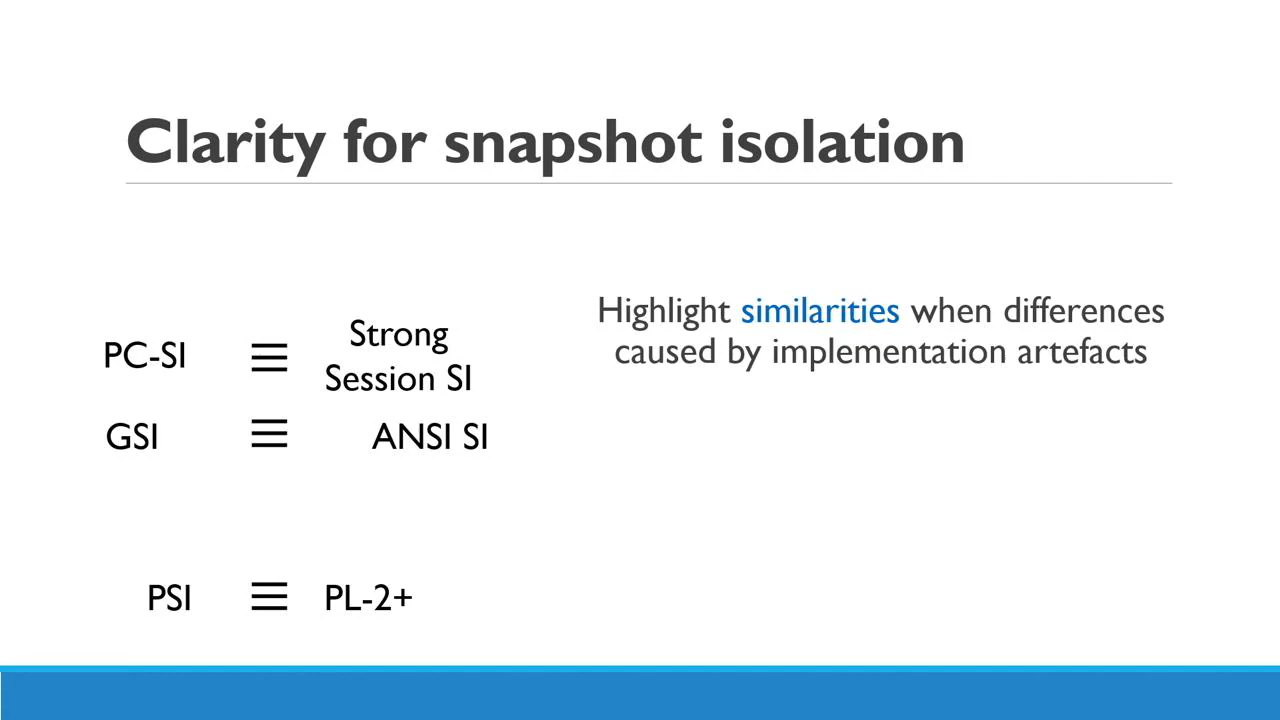 Clarity for snapshot isolation
PC-SI ≡ Strong Session SI
GSI ≡ ANSI SI
PSI ≡ PL-2+
Highlight similarities when differences
caused by implementation artefacts